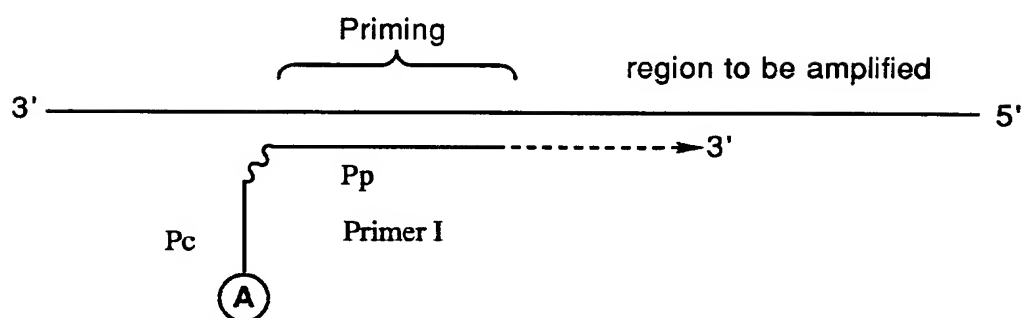 Priming
region to be amplified
3' 5'
3'
Pp
Pc Primer I
A